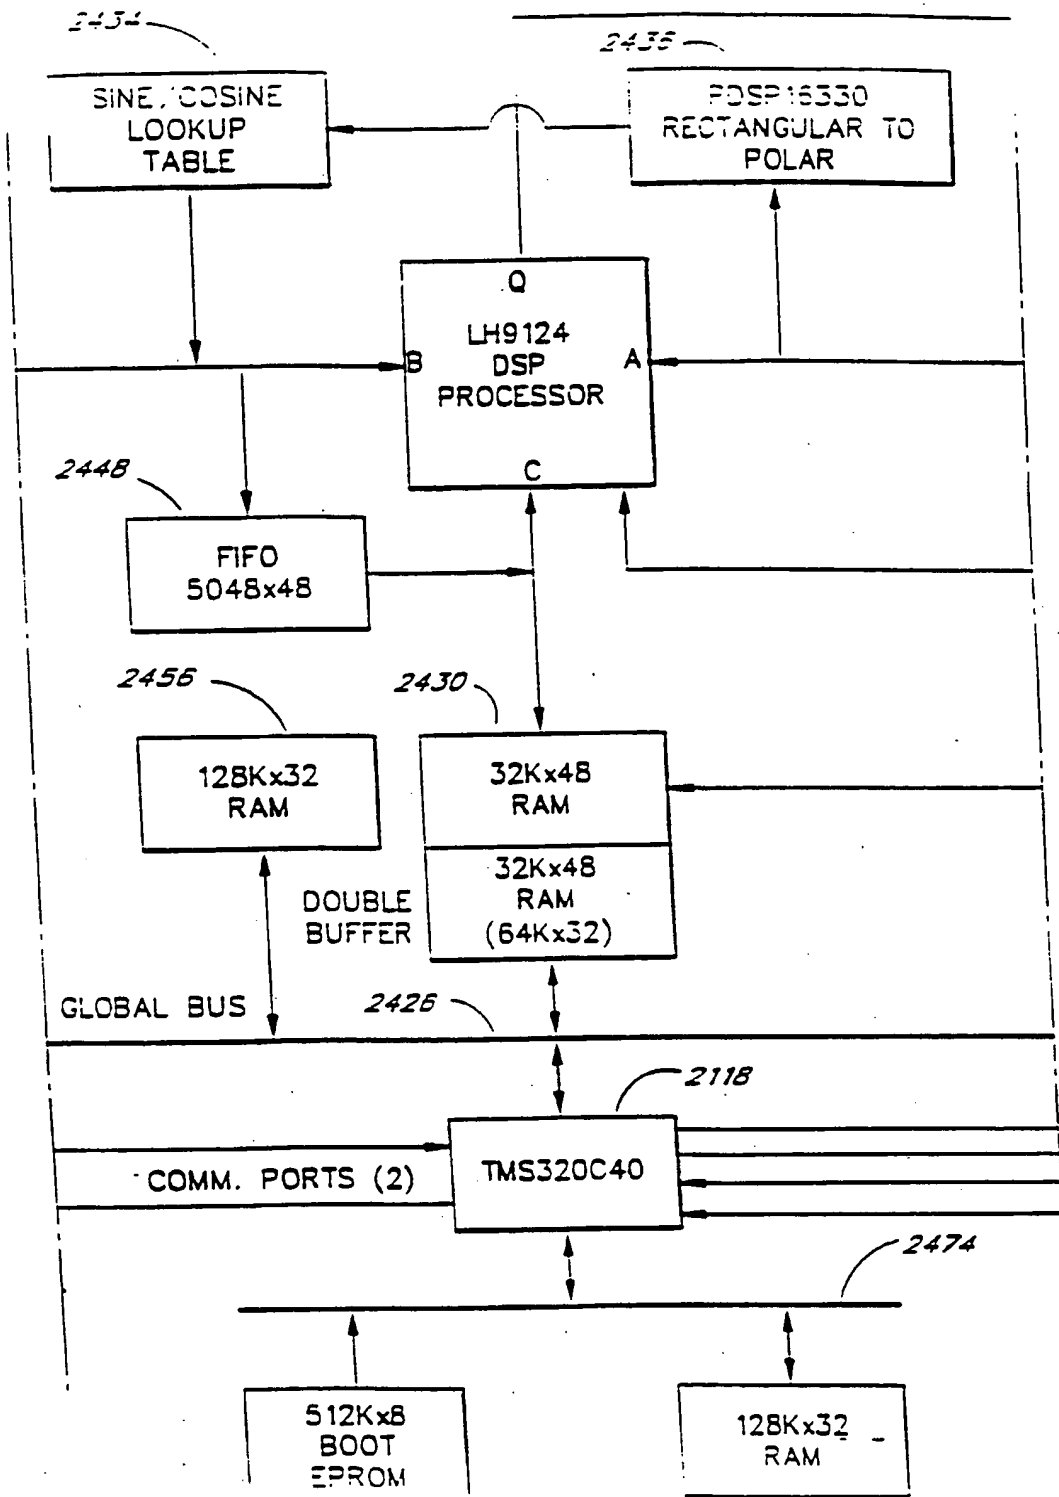 2434
2436
SINE/COSINE
LOOKUP
TABLE
PDSP16330
RECTANGULAR TO
POLAR
Q
LH9124
DSP
PROCESSOR
B
A
C
2448
FIFO
5048x48
2456
2430
128Kx32
RAM
32Kx48
RAM
32Kx48
RAM
(64Kx32)
DOUBLE
BUFFER
GLOBAL BUS
2426
2118
TMS320C40
COMM. PORTS (2)
2474
512Kx8
BOOT
EPROM
128Kx32
RAM